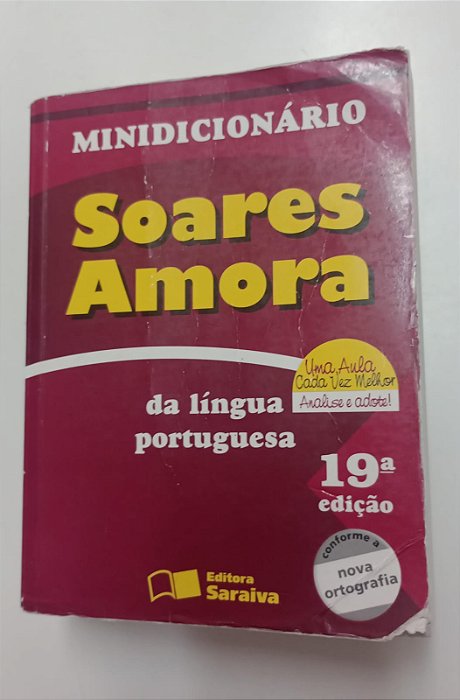 MINIDICIONÁRIO
Soares
Amora
Uma Aula
Cada Vez Melhor
Analise e adote!
da língua
portuguesa
19ª
edição
conforme a
nova
ortografia
Editora
Saraiva